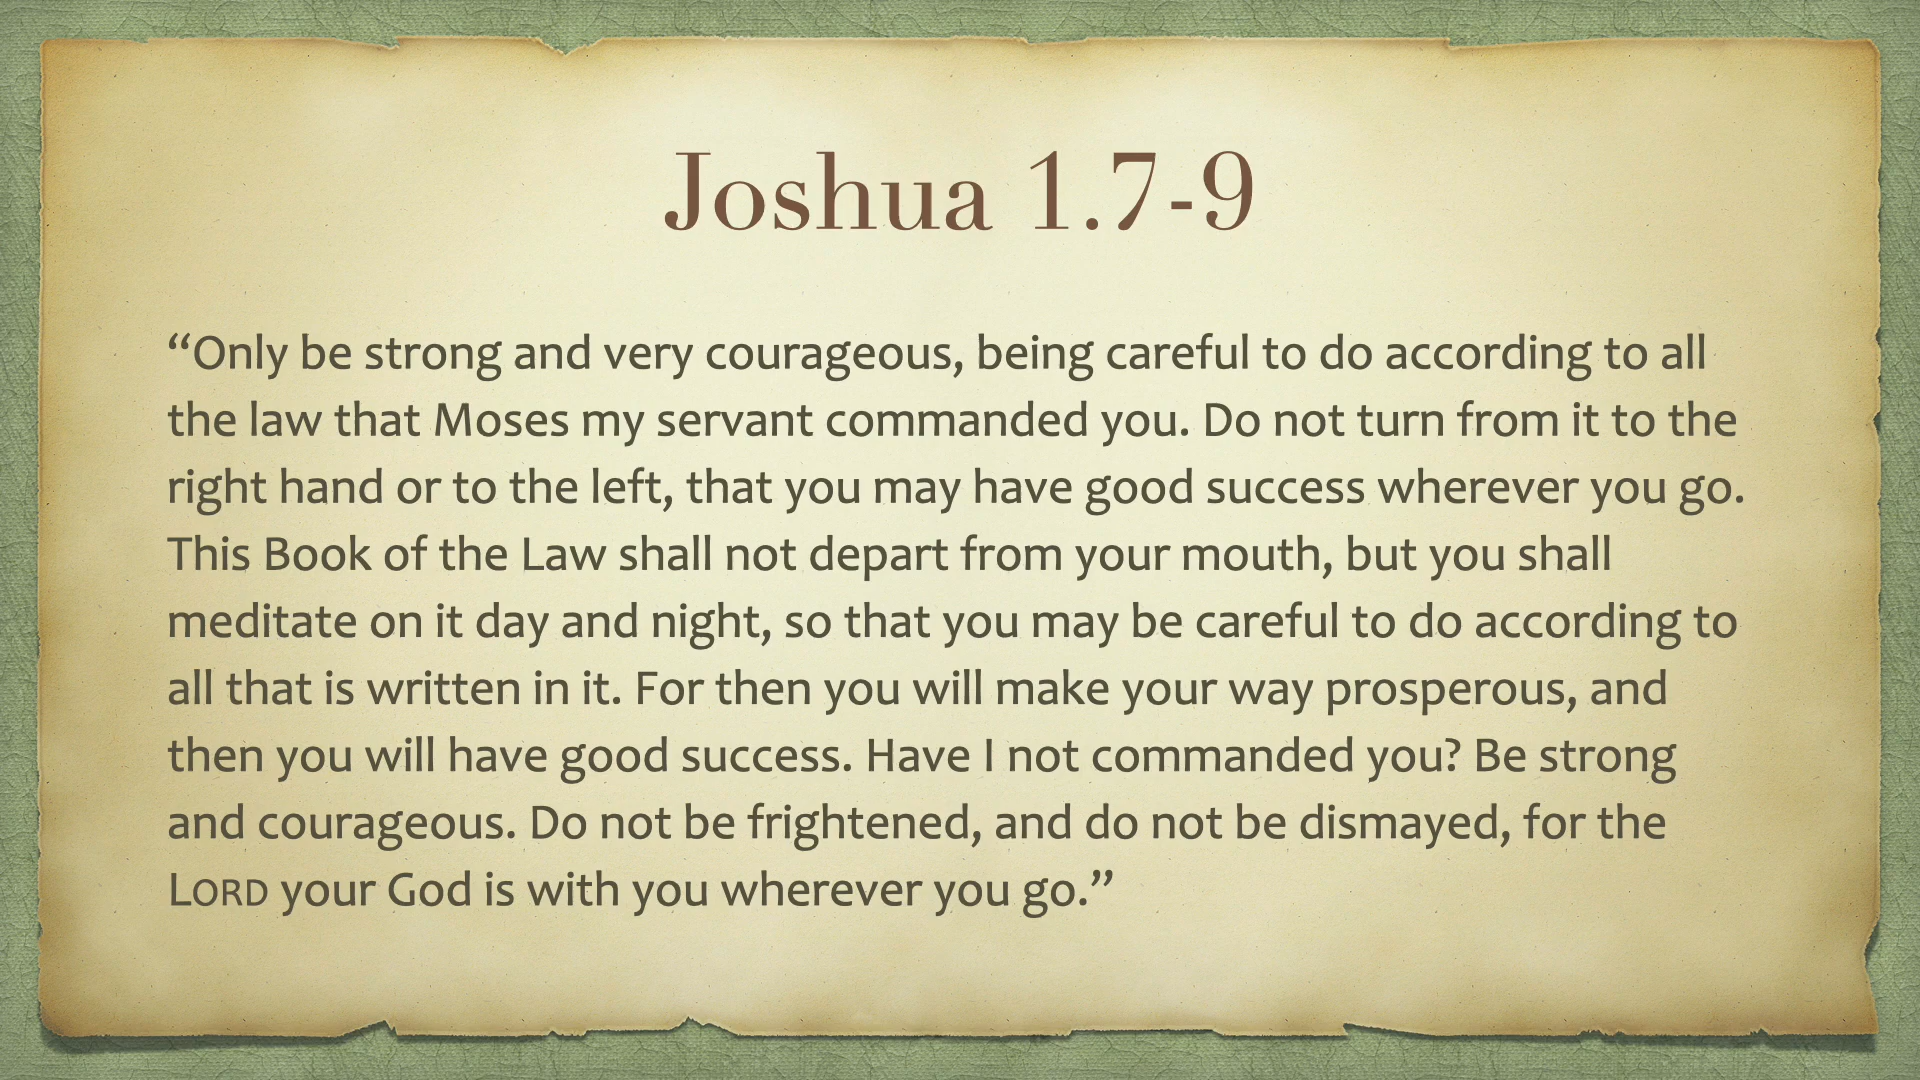 Joshua 1.7-9
“Only be strong and very courageous, being careful to do according to all
the law that Moses my servant commanded you. Do not turn from it to the
right hand or to the left, that you may have good success wherever you go.
This Book of the Law shall not depart from your mouth, but you shall
meditate on it day and night, so that you may be careful to do according to
all that is written in it. For then you will make your way prosperous, and
then you will have good success. Have I not commanded you? Be strong
and courageous. Do not be frightened, and do not be dismayed, for the
LORD your God is with you wherever you go.”